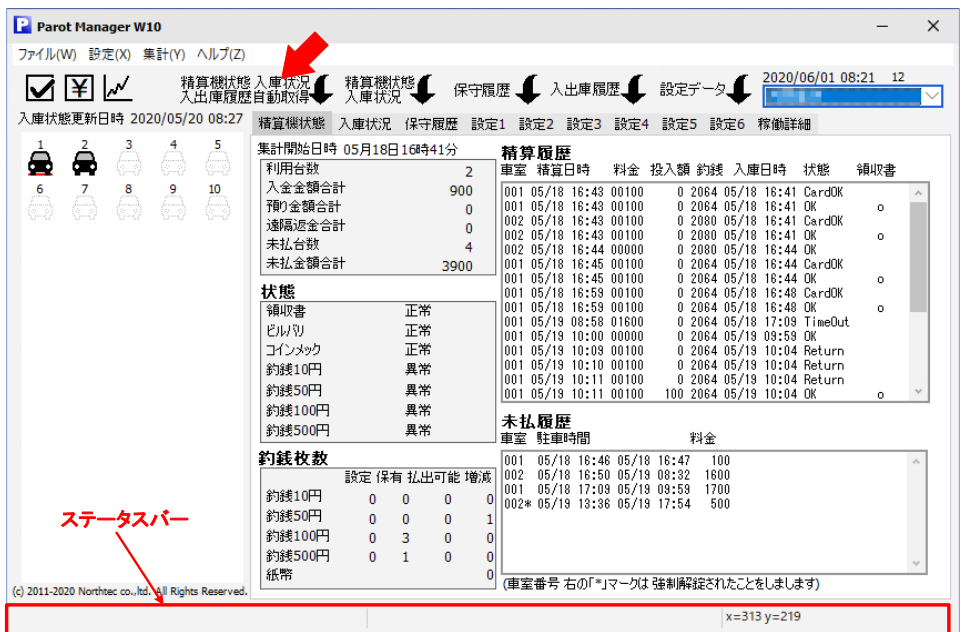 Parot Manager W10
ファイル(W) 設定(X) 集計(Y) ヘルプ(Z)
精算機状態 入庫状況
入出庫履歴 自動取得
精算機状態
入庫状況
保守履歴
入出庫履歴
設定データ
2020/06/01 08:21 12
入庫状態更新日時 2020/05/20 08:27
精算機状態 入庫状況 保守履歴 設定1 設定2 設定3 設定4 設定5 設定6 稼働詳細
1 2 3 4 5
6 7 8 9 10
集計開始日時 05月18日16時41分
利用台数 2
入金金額合計 900
預り金額合計 0
遠隔返金合計 0
未払台数 4
未払金額合計 3900
状態
領収書 正常
ビルバリ 正常
コインメック 正常
釣銭10円 異常
釣銭50円 異常
釣銭100円 異常
釣銭500円 異常
釣銭枚数
設定 保有 払出可能 増減
釣銭10円 0 0 0 0
釣銭50円 0 0 0 1
釣銭100円 0 3 0 0
釣銭500円 0 1 0 0
紙幣 0
精算履歴
車室 精算日時 料金 投入額 釣銭 入庫日時 状態 領収書
001 05/18 16:43 00100 0 2064 05/18 16:41 CardOK
001 05/18 16:43 00100 0 2064 05/18 16:41 OK o
002 05/18 16:43 00100 0 2080 05/18 16:41 CardOK
002 05/18 16:43 00100 0 2080 05/18 16:41 OK o
002 05/18 16:44 00000 0 2080 05/18 16:44 OK
001 05/18 16:45 00100 0 2064 05/18 16:44 CardOK
001 05/18 16:45 00100 0 2064 05/18 16:44 OK o
001 05/18 16:59 00100 0 2064 05/18 16:48 CardOK
001 05/18 16:59 00100 0 2064 05/18 16:48 OK o
001 05/19 08:58 01600 0 2064 05/18 17:09 TimeOut
001 05/19 10:00 00000 0 2064 05/19 09:59 OK
001 05/19 10:09 00100 0 2064 05/19 10:04 Return
001 05/19 10:10 00100 0 2064 05/19 10:04 Return
001 05/19 10:11 00100 0 2064 05/19 10:04 Return
001 05/19 10:11 00100 100 2064 05/19 10:04 OK o
未払履歴
車室 駐車時間 料金
001 05/18 16:46 05/18 16:47 100
002 05/18 16:50 05/19 08:32 1600
001 05/18 17:09 05/19 09:59 1700
002* 05/19 13:36 05/19 17:54 500
(車室番号 右の「*」マークは 強制解錠されたことをしまします)
ステータスバー
(c) 2011-2020 Northtec co.,ltd. All Rights Reserved.
x=313 y=219